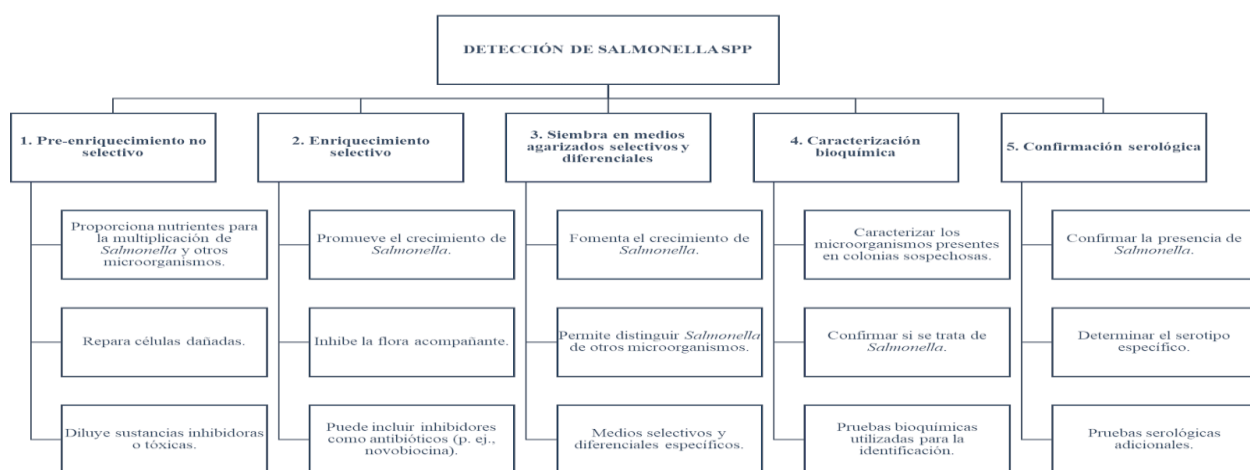 DETECCIÓN DE SALMONELLA SPP
1. Pre-enriquecimiento no
selectivo
Proporciona nutrientes para
la multiplicación de
Salmonella y otros
microorganismos.
Repara células dañadas.
Diluye sustancias inhibidoras
o tóxicas.
2. Enriquecimiento
selectivo
Promueve el crecimiento de
Salmonella.
Inhibe la flora acompañante.
Puede incluir inhibidores
como antibióticos (p. ej.,
novobiocina).
3. Siembra en medios
agarizados selectivos y
diferenciales
Fomenta el crecimiento de
Salmonella.
Permite distinguir Salmonella
de otros microorganismos.
Medios selectivos y
diferenciales específicos.
4. Caracterización
bioquímica
Caracterizar los
microorganismos presentes
en colonias sospechosas.
Confirmar si se trata de
Salmonella.
Pruebas bioquímicas
utilizadas para la
identificación.
5. Confirmación serológica
Confirmar la presencia de
Salmonella.
Determinar el serotipo
específico.
Pruebas serológicas
adicionales.